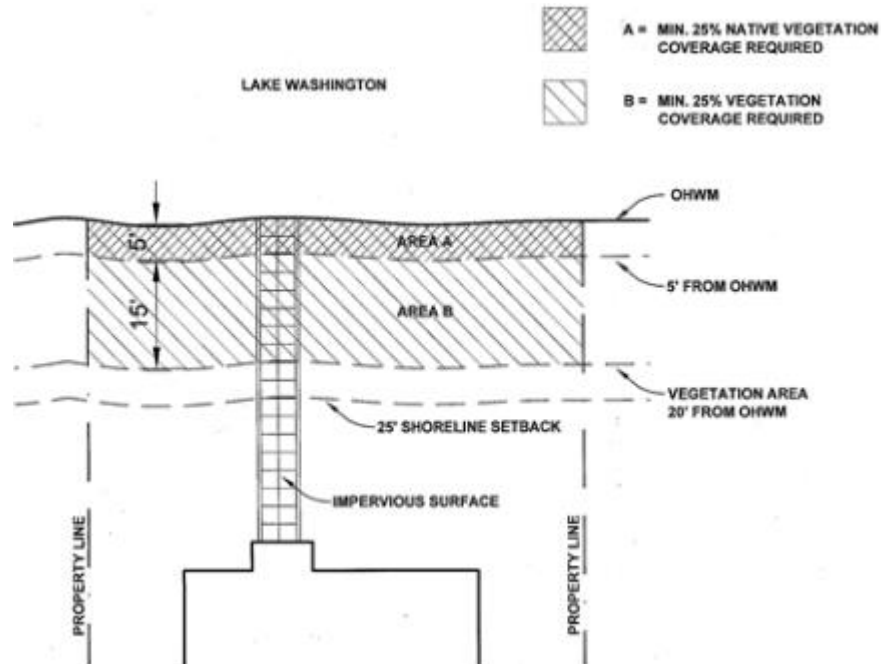 A = MIN. 25% NATIVE VEGETATION
COVERAGE REQUIRED
LAKE WASHINGTON
B = MIN. 25% VEGETATION
COVERAGE REQUIRED
OHWM
5'
AREA A
5' FROM OHWM
15'
AREA B
VEGETATION AREA
20' FROM OHWM
25' SHORELINE SETBACK
IMPERVIOUS SURFACE
PROPERTY LINE
PROPERTY LINE